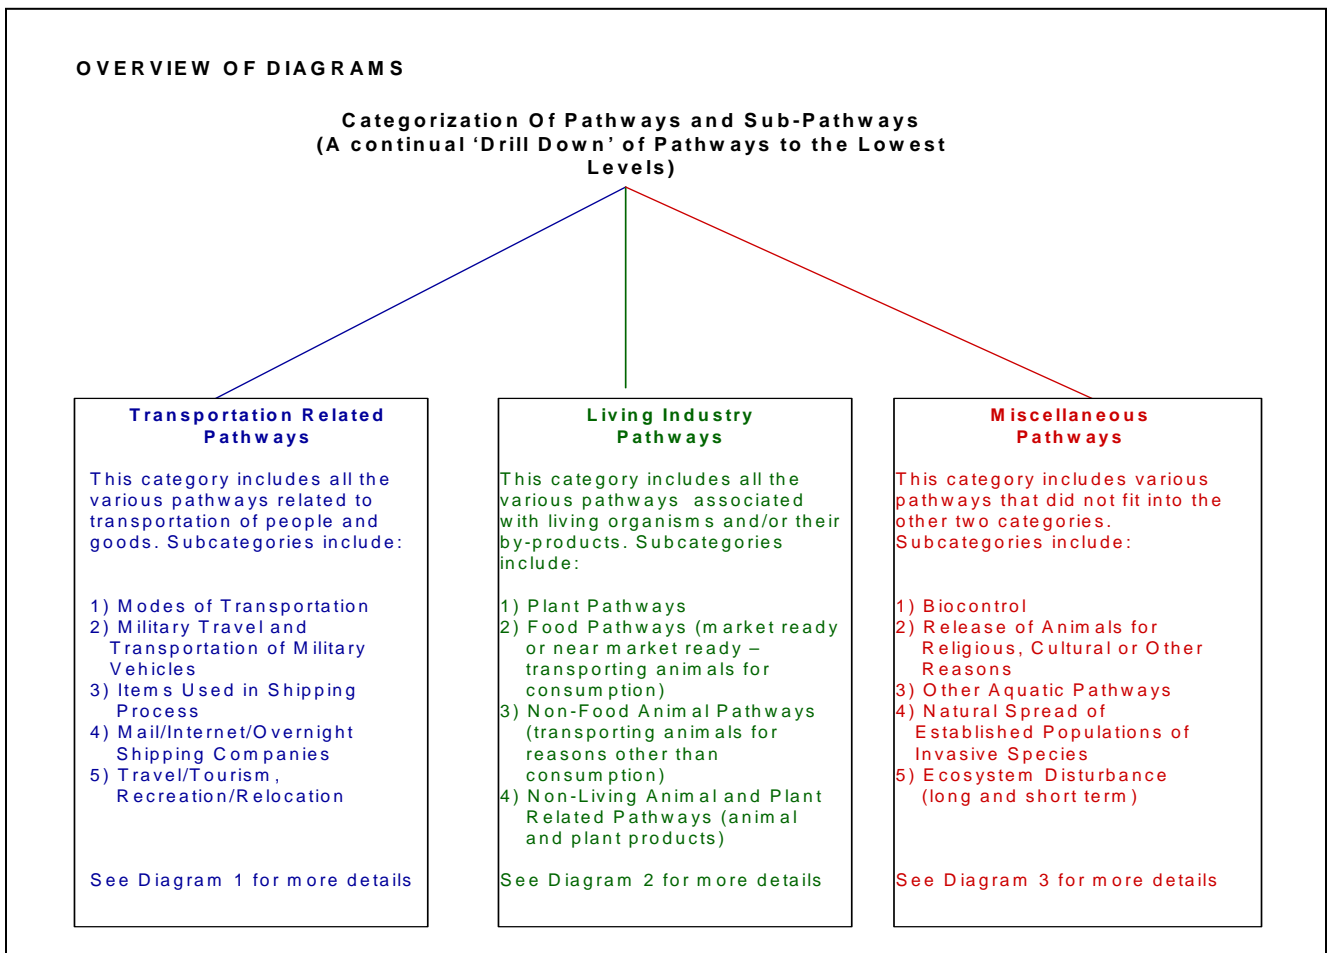 OVERVIEW OF DIAGRAMS
Categorization Of Pathways and Sub-Pathways
(A continual ‘Drill Down’ of Pathways to the Lowest
Levels)
Transportation Related
Pathways
This category includes all the
various pathways related to
transportation of people and
goods. Subcategories include:
1) Modes of Transportation
2) Military Travel and
Transportation of Military
Vehicles
3) Items Used in Shipping
Process
4) Mail/Internet/Overnight
Shipping Companies
5) Travel/Tourism,
Recreation/Relocation
See Diagram 1 for more details
Living Industry
Pathways
This category includes all the
various pathways associated
with living organisms and/or their
by-products. Subcategories
include:
1) Plant Pathways
2) Food Pathways (market ready
or near market ready –
transporting animals for
consumption)
3) Non-Food Animal Pathways
(transporting animals for
reasons other than
consumption)
4) Non-Living Animal and Plant
Related Pathways (animal
and plant products)
See Diagram 2 for more details
Miscellaneous
Pathways
This category includes various
pathways that did not fit into the
other two categories.
Subcategories include:
1) Biocontrol
2) Release of Animals for
Religious, Cultural or Other
Reasons
3) Other Aquatic Pathways
4) Natural Spread of
Established Populations of
Invasive Species
5) Ecosystem Disturbance
(long and short term)
See Diagram 3 for more details